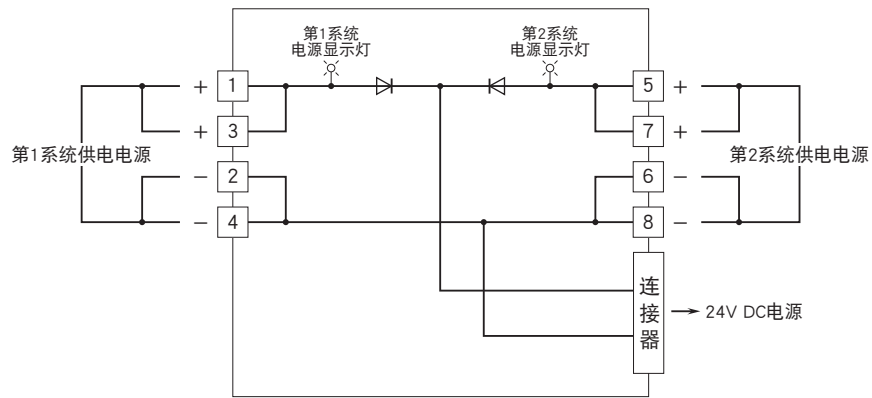 第1系统
电源显示灯
第2系统
电源显示灯
+ 1
5 +
+ 3
7 +
第1系统供电电源
第2系统供电电源
− 2
6 −
− 4
8 −
连接器
24V DC电源